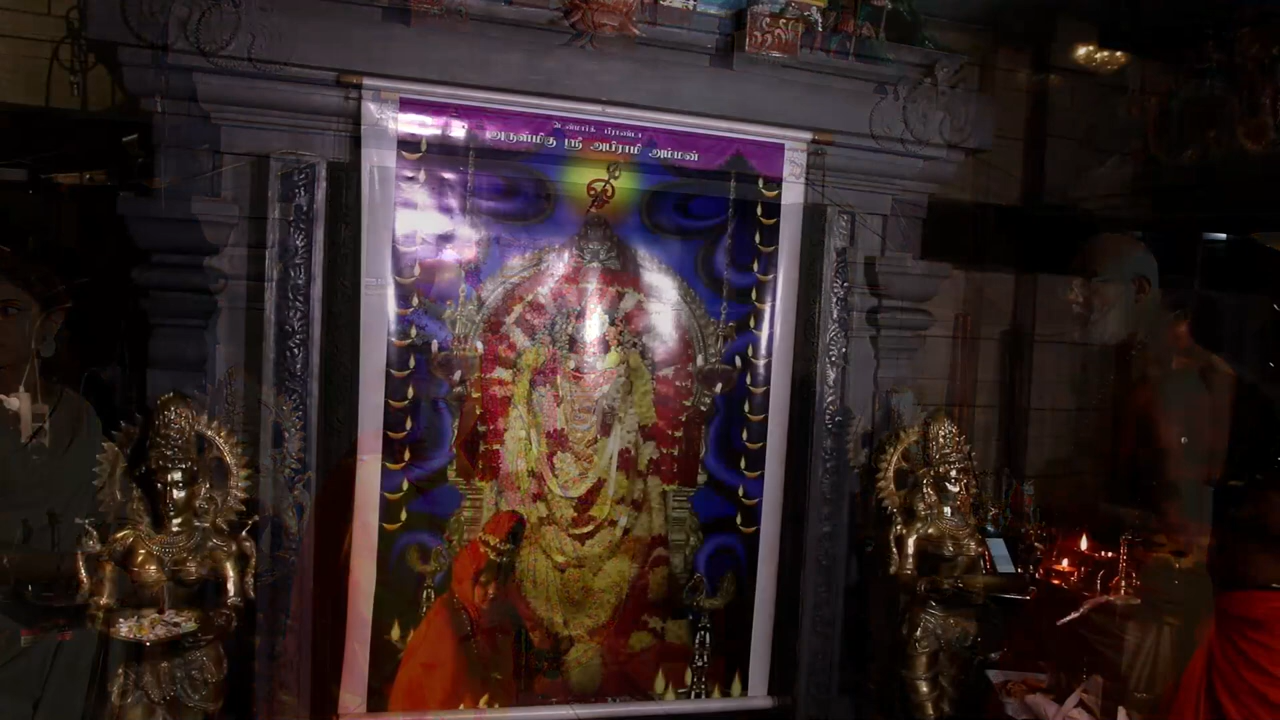 டென்மார்க் பிராண்டா
அருள்மிகு ஸ்ரீ அபிராமி அம்மன்